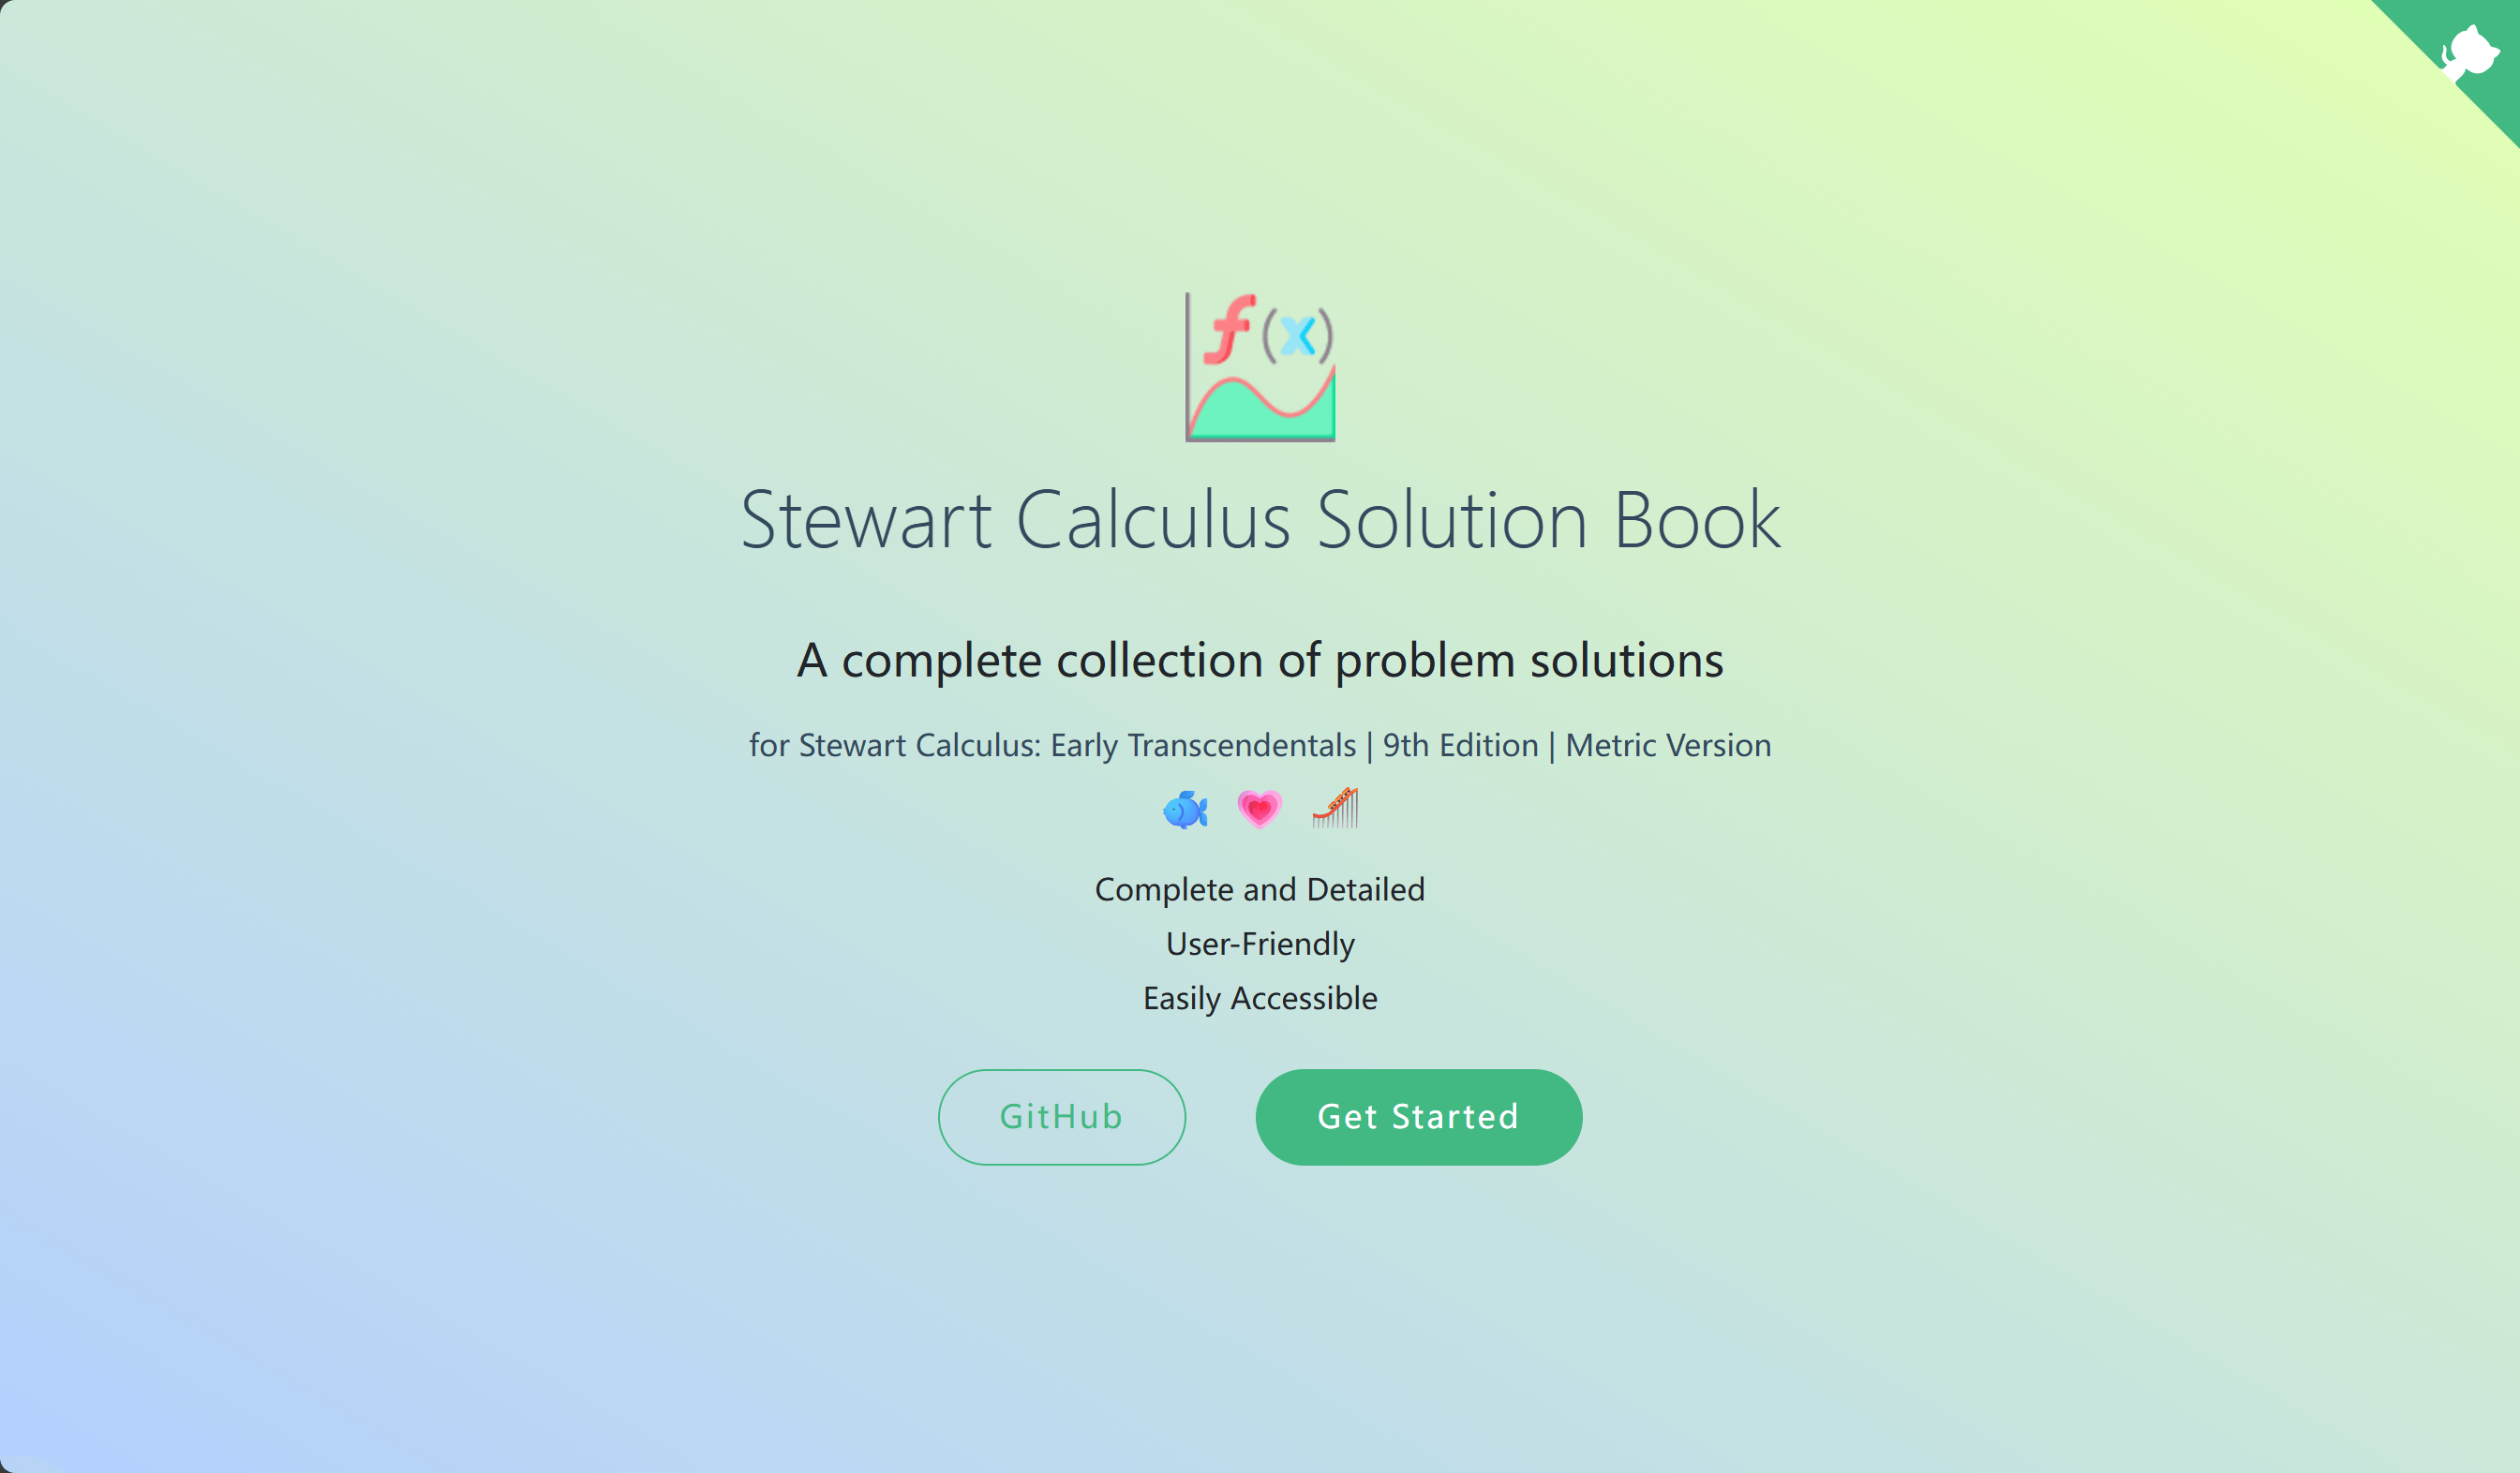 f(x)
Stewart Calculus Solution Book
A complete collection of problem solutions
for Stewart Calculus: Early Transcendentals | 9th Edition | Metric Version
Complete and Detailed
User-Friendly
Easily Accessible
GitHub
Get Started